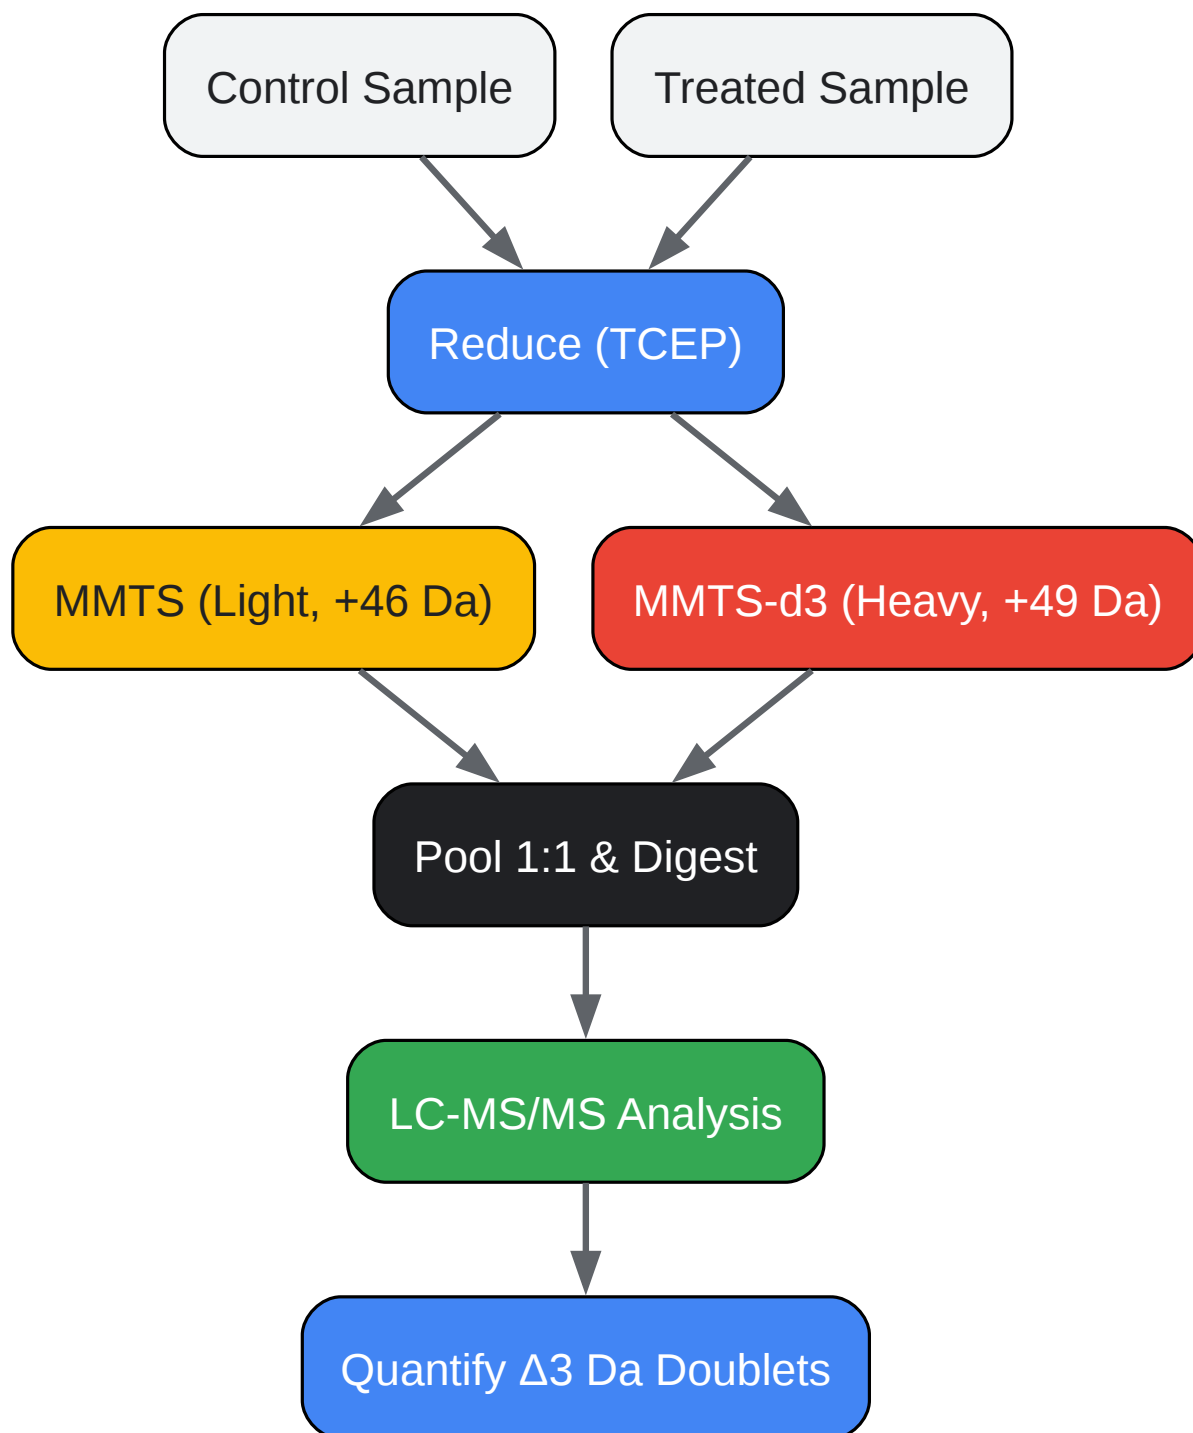 Control Sample
Treated Sample
Reduce (TCEP)
MMTS (Light, +46 Da)
MMTS-d3 (Heavy, +49 Da)
Pool 1:1 & Digest
LC-MS/MS Analysis
Quantify Δ3 Da Doublets